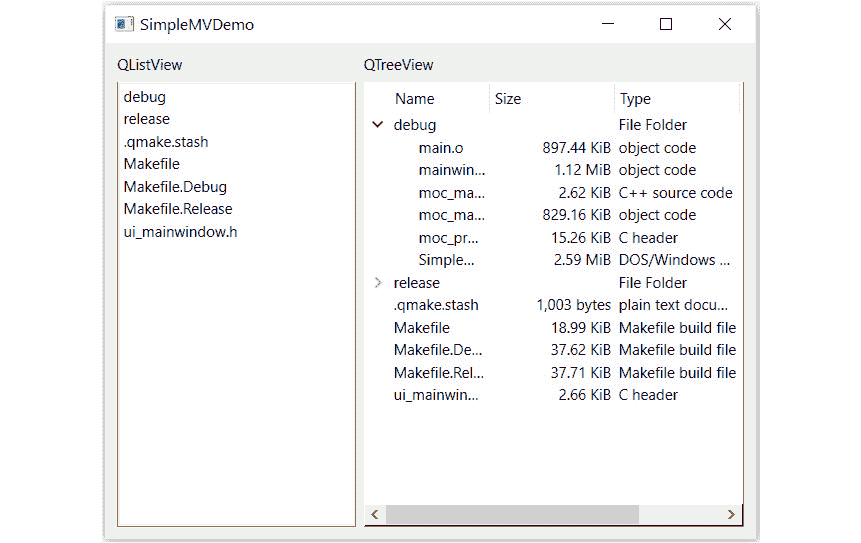 SimpleMVDemo
QListView
debug
release
.qmake.stash
Makefile
Makefile.Debug
Makefile.Release
ui_mainwindow.h
QTreeView
Name Size Type
debug File Folder
main.o 897.44 KiB object code
mainwin... 1.12 MiB object code
moc_ma... 2.62 KiB C++ source code
moc_ma... 829.16 KiB object code
moc_pr... 15.26 KiB C header
Simple... 2.59 MiB DOS/Windows ...
release File Folder
.qmake.stash 1,003 bytes plain text docu...
Makefile 18.99 KiB Makefile build file
Makefile.De... 37.62 KiB Makefile build file
Makefile.Rel... 37.71 KiB Makefile build file
ui_mainwin... 2.66 KiB C header